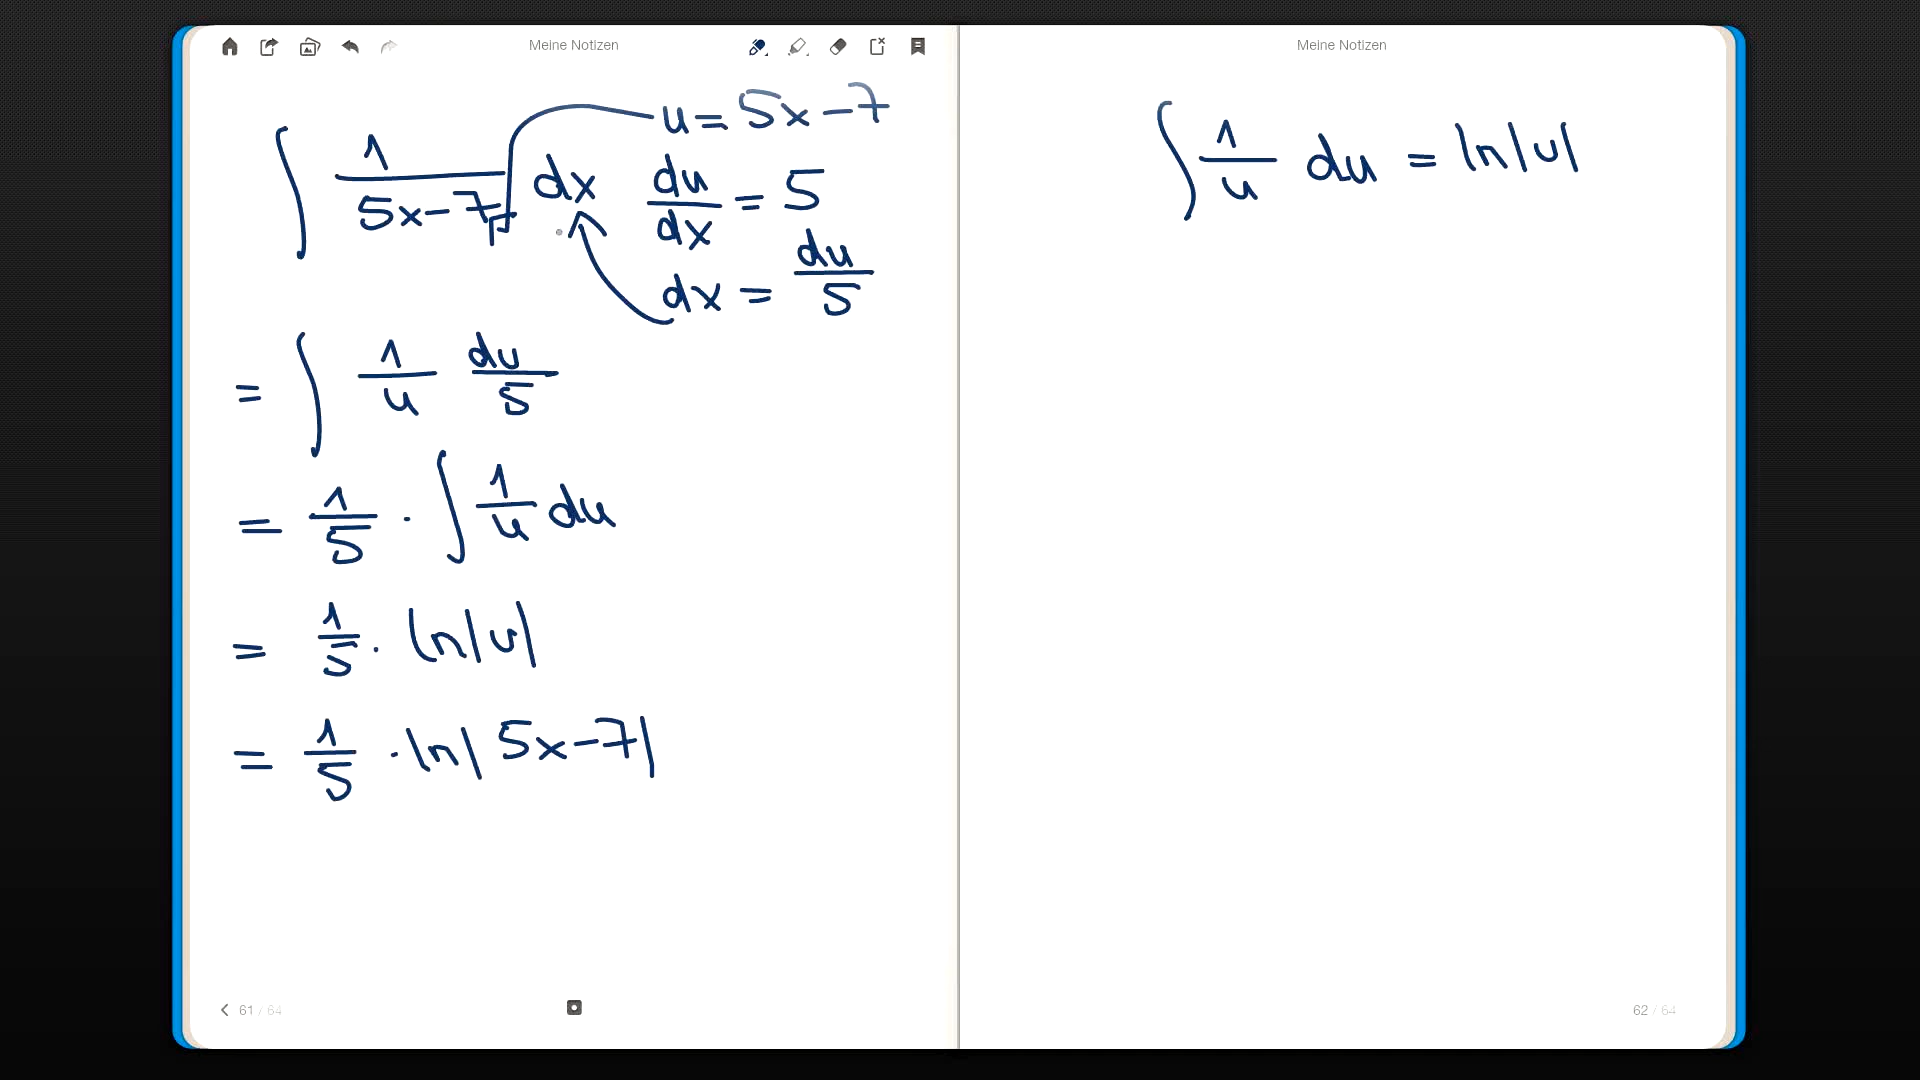 Meine Notizen
∫ 1/(5x-7) dx
u = 5x-7
du/dx = 5
dx = du/5
= ∫ 1/u du/5
= 1/5 · ∫ 1/u du
= 1/5 · ln|u|
= 1/5 · ln|5x-7|
61 / 64
Meine Notizen
∫ 1/u du = ln|u|
62 / 64